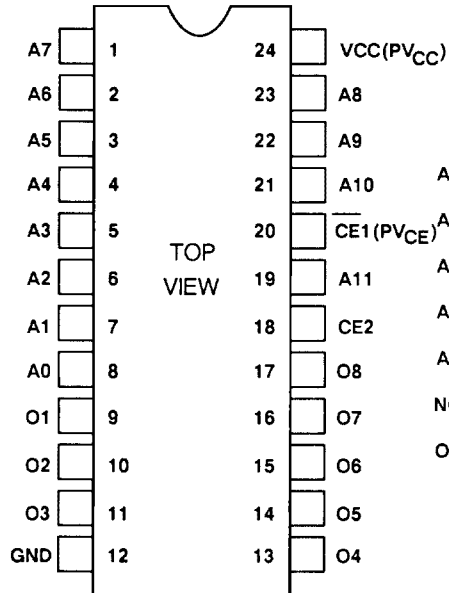 A7 1 24 VCC(PVCC)
A6 2 23 A8
A5 3 22 A9
A4 4 21 A10 A
A3 5 20 CE1(PVCE) A
TOP
A2 6 19 A11 A
VIEW
A1 7 18 CE2 A
A0 8 17 O8 A
O1 9 16 O7 N
O2 10 15 O6 O
O3 11 14 O5
GND 12 13 O4